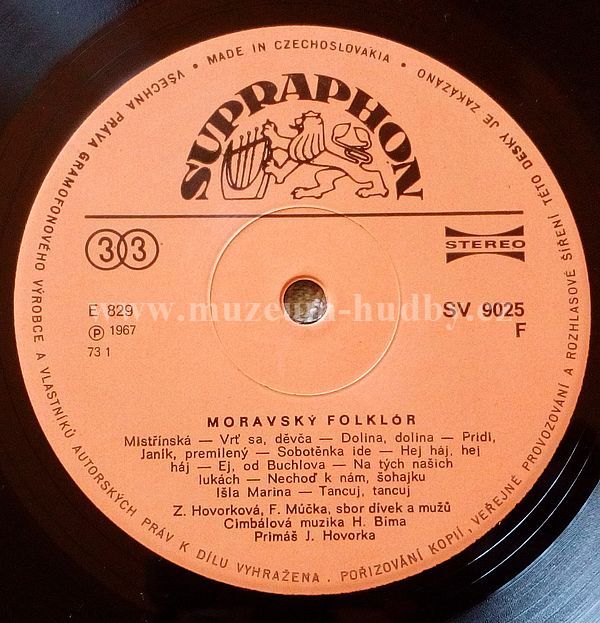 VŠECHNA PRÁVA GRAMOFONOVÉHO VÝROBCE A VLASTNÍKŮ AUTORSKÝCH PRÁV K DÍLU VYHRAŽENA . POŘIZOVÁNÍ KOPIÍ, VEŘEJNÉ PROVOZOVÁNÍ A ROZHLASOVÉ ŠÍŘENÍ TÉTO DESKY JE ZAKÁZÁNO
• MADE IN CZECHOSLOVAKIA •
SUPRAPHON
33
STEREO
E 829
SV 9025
Ⓟ 1967
F
73 1
www.muzeum-hudby.cz
MORAVSKÝ FOLKLÓR
Mistřínská — Vrť sa, děvča — Dolina, dolina — Pridi,
Janík, premilený — Sobotěnka ide — Hej háj, hej
háj — Ej, od Buchlova — Na tých našich
lukách — Nechoď k nám, šohajku
Išla Marina — Tancuj, tancuj
Z. Hovorková, F. Múčka, sbor dívek a mužů
Cimbálová muzika H. Bíma
Primáš J. Hovorka